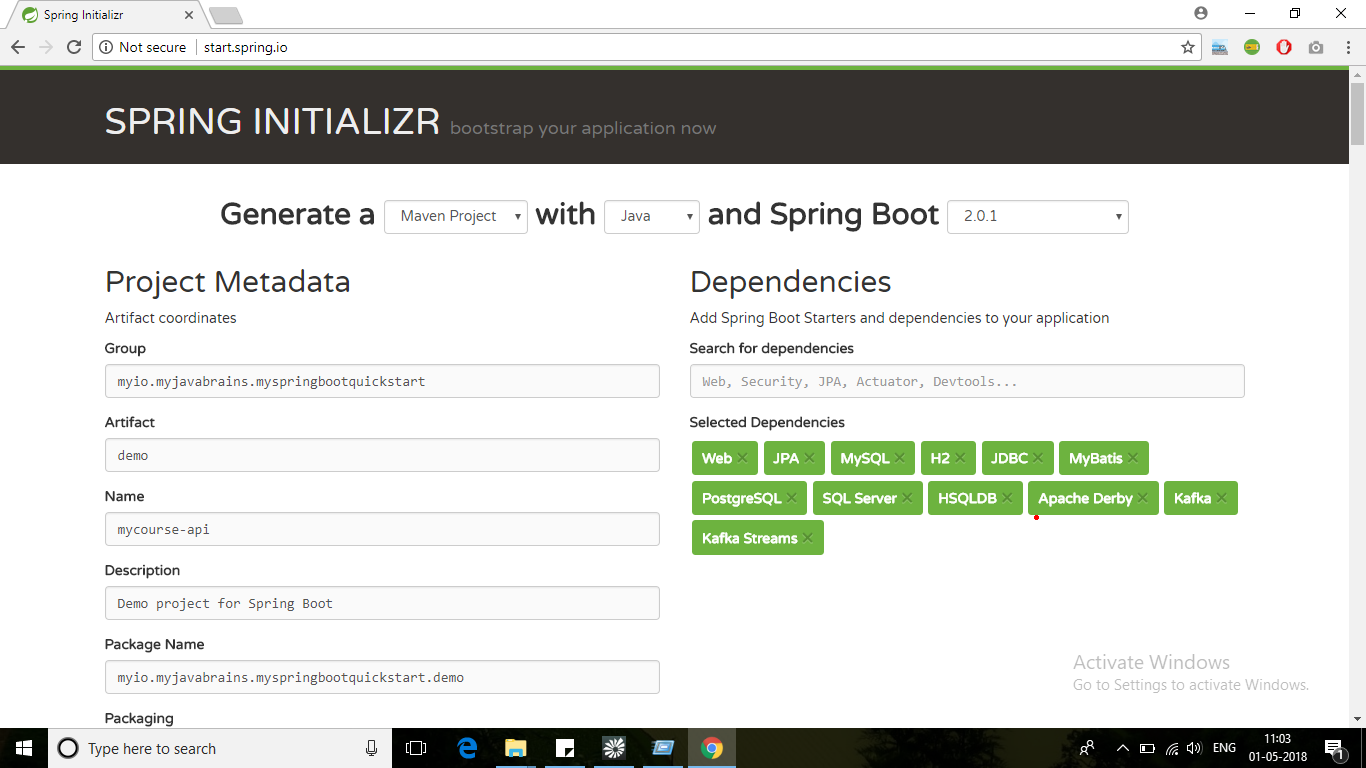 Spring Initializr
Not secure start.spring.io
SPRING INITIALIZR bootstrap your application now
Generate a Maven Project with Java and Spring Boot 2.0.1
Project Metadata
Artifact coordinates
Group
myio.myjavabrains.myspringbootquickstart
Artifact
demo
Name
mycourse-api
Description
Demo project for Spring Boot
Package Name
myio.myjavabrains.myspringbootquickstart.demo
Packaging
Dependencies
Add Spring Boot Starters and dependencies to your application
Search for dependencies
Web, Security, JPA, Actuator, Devtools...
Selected Dependencies
Web JPA MySQL H2 JDBC MyBatis
PostgreSQL SQL Server HSQLDB Apache Derby Kafka
Kafka Streams
Activate Windows
Go to Settings to activate Windows.
Type here to search
ENG
11:03
01-05-2018
1